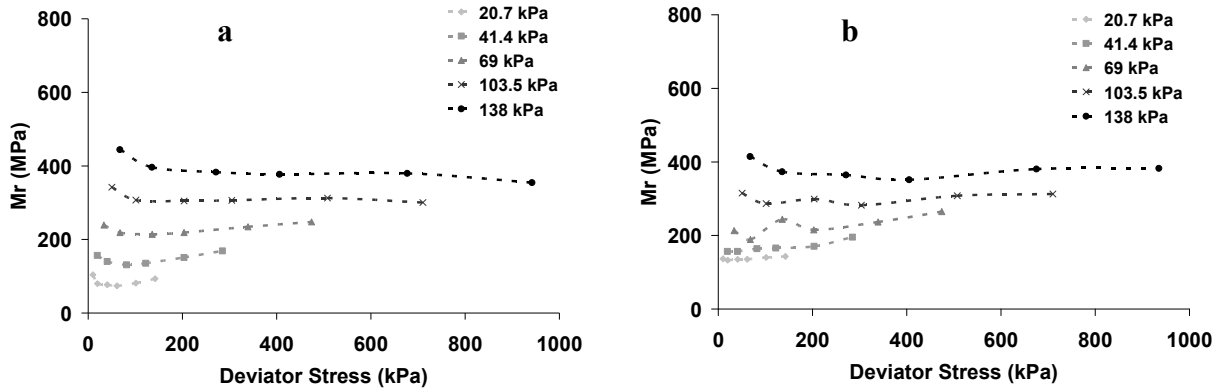 a
20.7 kPa
41.4 kPa
69 kPa
103.5 kPa
138 kPa
800
600
400
200
0
Mr (MPa)
0 200 400 600 800 1000
Deviator Stress (kPa)
b
20.7 kPa
41.4 kPa
69 kPa
103.5 kPa
138 kPa
800
600
400
200
0
Mr (MPa)
0 200 400 600 800 1000
Deviator Stress (kPa)